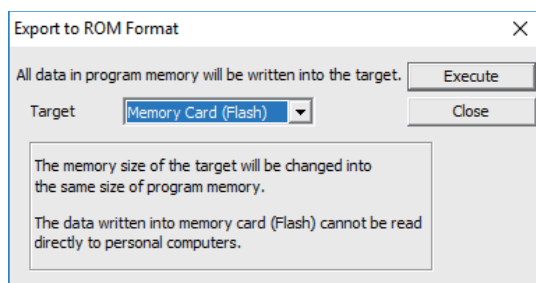 Export to ROM Format
All data in program memory will be written into the target.
Execute
Target
Memory Card (Flash)
Close
The memory size of the target will be changed into
the same size of program memory.
The data written into memory card (Flash) cannot be read
directly to personal computers.